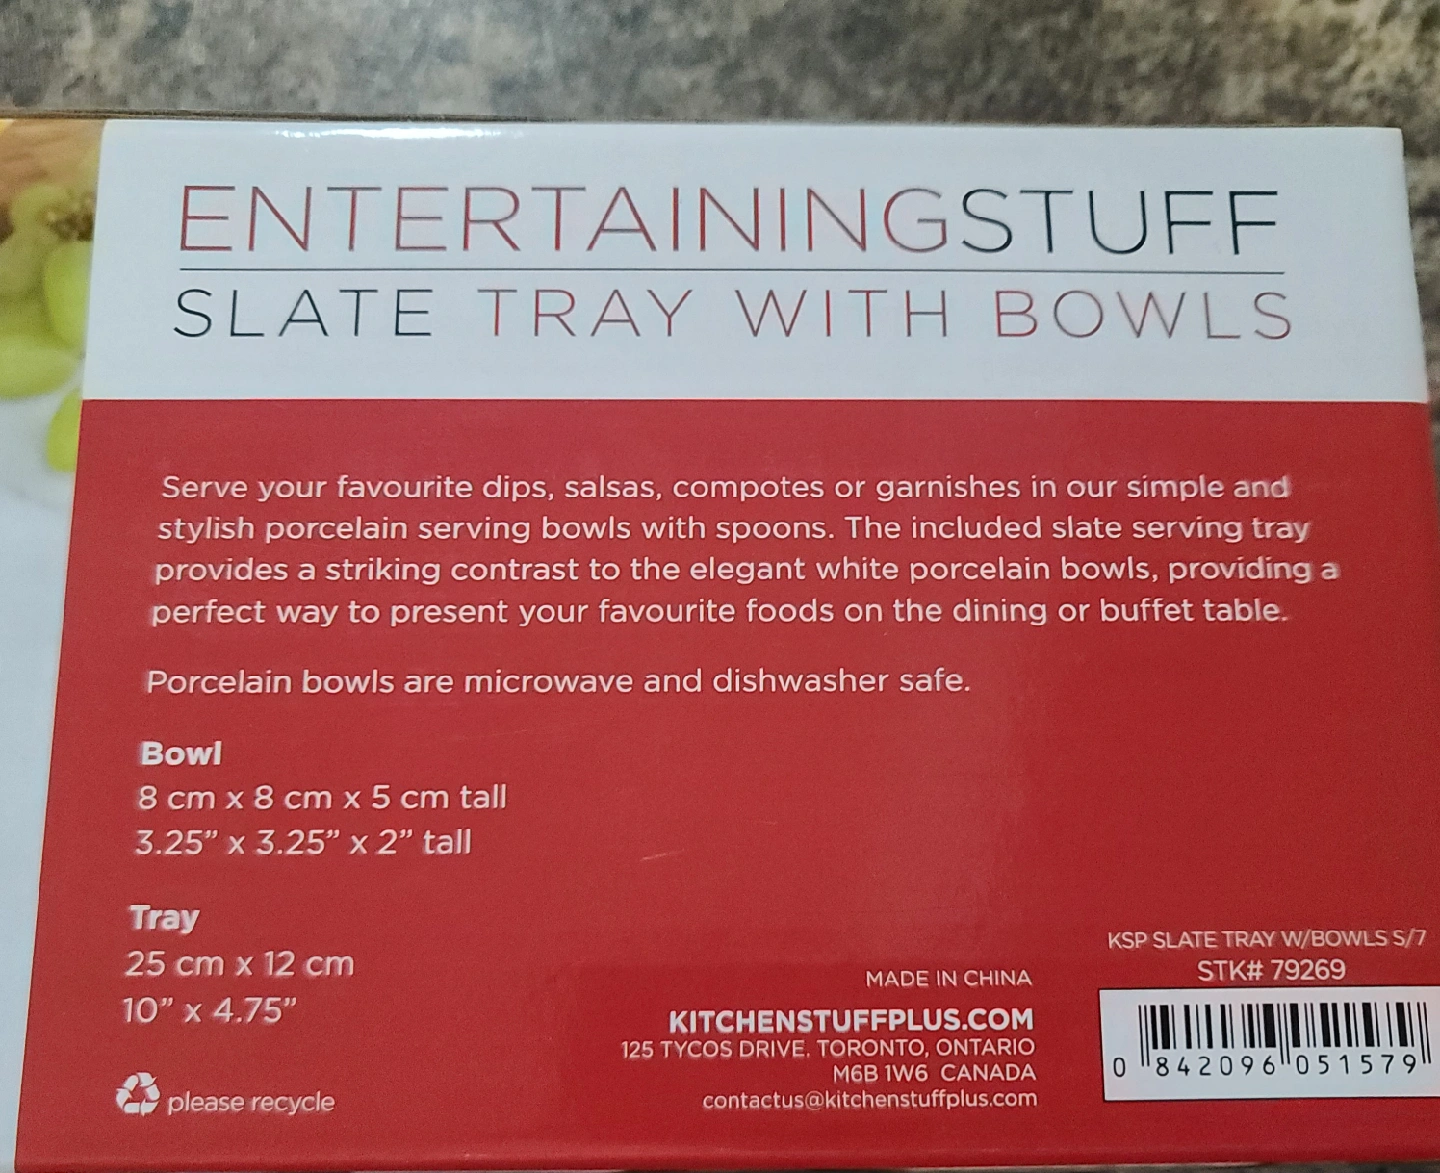 ENTERTAININGSTUFF
SLATE TRAY WITH BOWLS
Serve your favourite dips, salsas, compotes or garnishes in our simple and
stylish porcelain serving bowls with spoons. The included slate serving tray
provides a striking contrast to the elegant white porcelain bowls, providing a
perfect way to present your favourite foods on the dining or buffet table.
Porcelain bowls are microwave and dishwasher safe.
Bowl
8 cm x 8 cm x 5 cm tall
3.25” x 3.25” x 2” tall
Tray
25 cm x 12 cm
10” x 4.75”
please recycle
MADE IN CHINA
KITCHENSTUFFPLUS.COM
125 TYCOS DRIVE. TORONTO, ONTARIO
M6B 1W6 CANADA
contactus@kitchenstuffplus.com
KSP SLATE TRAY W/BOWLS S/7
STK# 79269
0 842096 051579